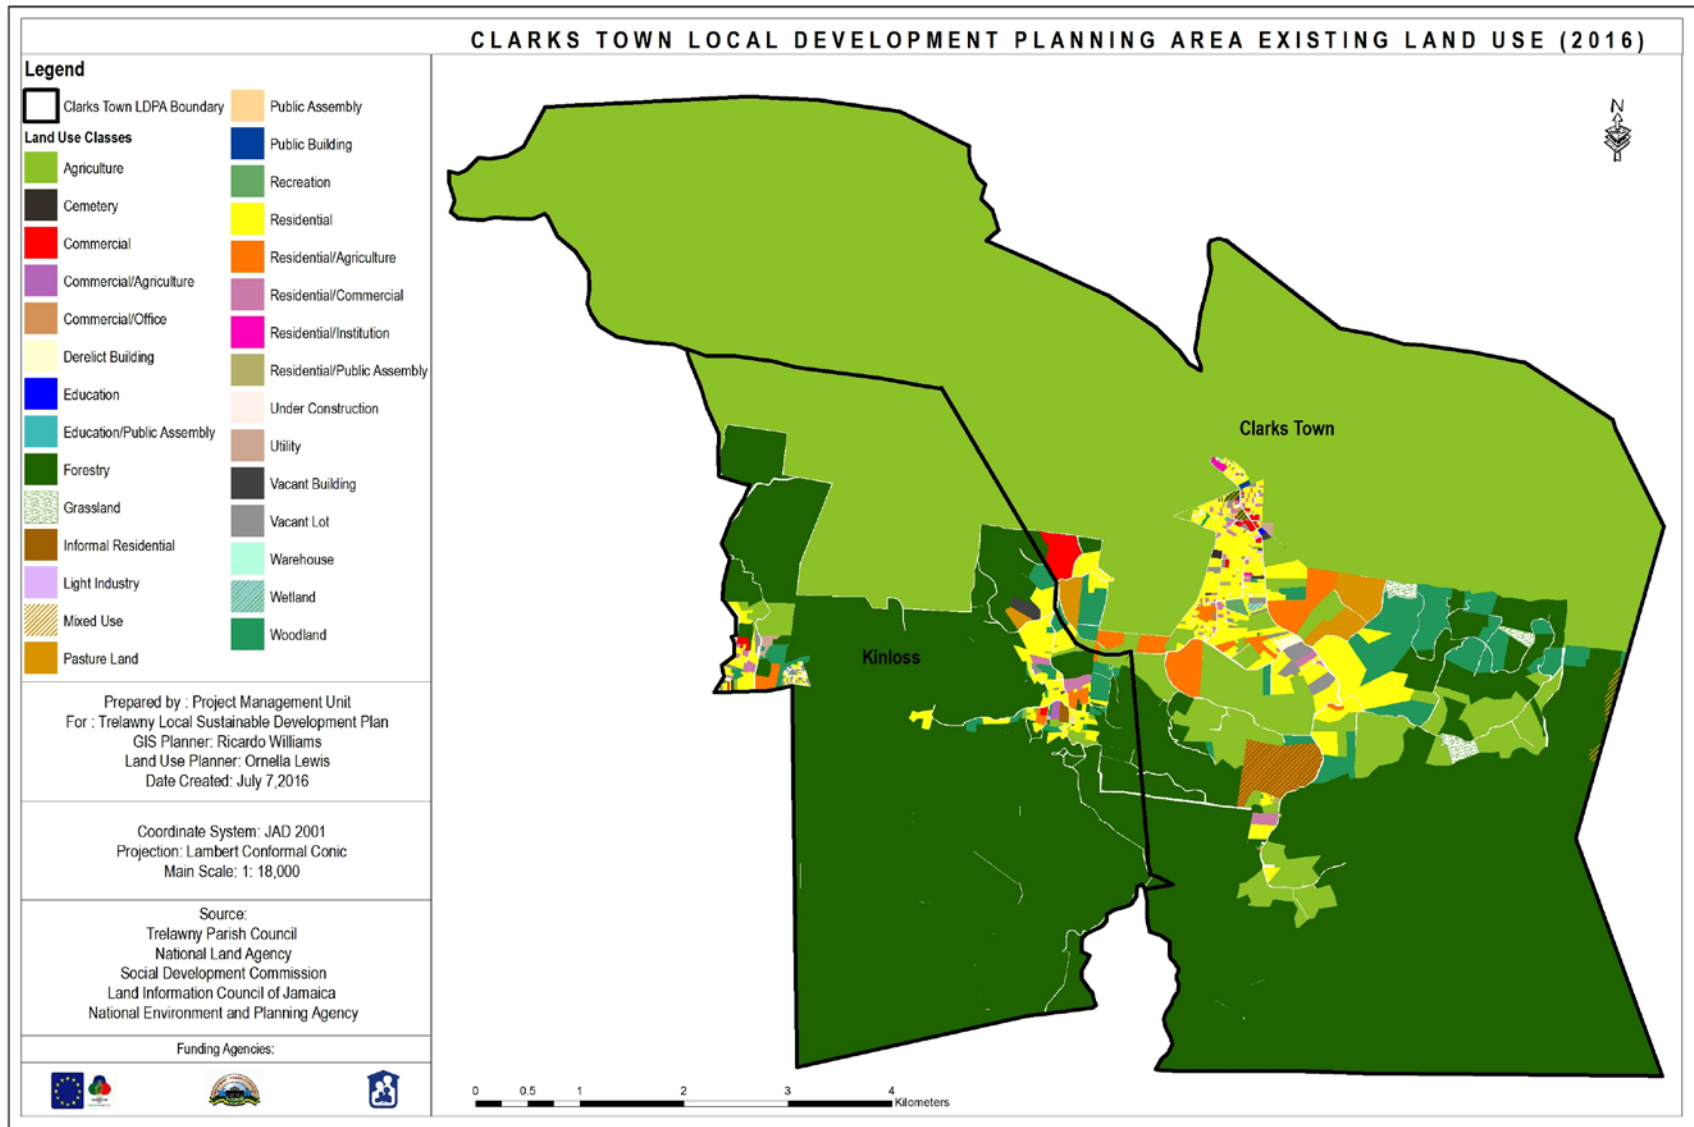 CLARKS TOWN LOCAL DEVELOPMENT PLANNING AREA EXISTING LAND USE (2016)
Legend
Clarks Town LDPA Boundary
Land Use Classes
Agriculture
Cemetery
Commercial
Commercial/Agriculture
Commercial/Office
Derelict Building
Education
Education/Public Assembly
Forestry
Grassland
Informal Residential
Light Industry
Mixed Use
Pasture Land
Public Assembly
Public Building
Recreation
Residential
Residential/Agriculture
Residential/Commercial
Residential/Institution
Residential/Public Assembly
Under Construction
Utility
Vacant Building
Vacant Lot
Warehouse
Wetland
Woodland
Prepared by : Project Management Unit
For : Trelawny Local Sustainable Development Plan
GIS Planner: Ricardo Williams
Land Use Planner: Ornella Lewis
Date Created: July 7,2016
Coordinate System: JAD 2001
Projection: Lambert Conformal Conic
Main Scale: 1: 18,000
Source:
Trelawny Parish Council
National Land Agency
Social Development Commission
Land Information Council of Jamaica
National Environment and Planning Agency
Funding Agencies:
N
Clarks Town
Kinloss
0 0.5 1 2 3 4
Kilometers